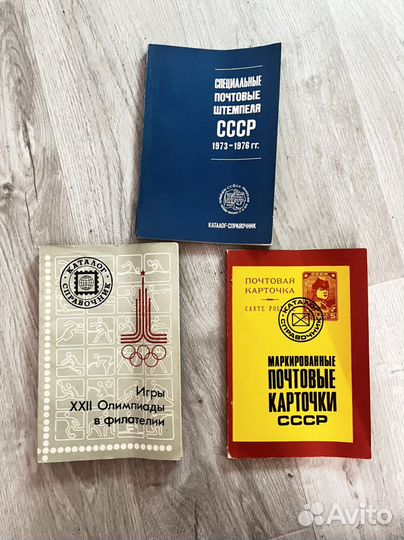 СПЕЦИАЛЬНЫЕ
ПОЧТОВЫЕ
ШТЕМПЕЛЯ
СССР
1973-1976 гг.
КАТАЛОГ-СПРАВОЧНИК
КАТАЛОГ
СПРАВОЧНИК
Игры
XXII Олимпиады
в филателии
ПОЧТОВАЯ
КАРТОЧКА
CARTE POS
КАТАЛОГ
СПРАВОЧНИК
МАРКИРОВАННЫЕ
ПОЧТОВЫЕ
КАРТОЧКИ
СССР
Avito